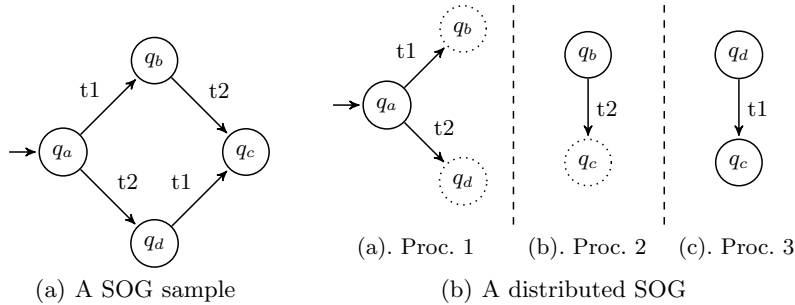 q_b
t1
t2
q_a
q_c
t2
t1
q_d
(a) A SOG sample
q_b
t1
q_a
t2
q_d
(a). Proc. 1
q_b
t2
q_c
(b). Proc. 2
q_d
t1
q_c
(c). Proc. 3
(b) A distributed SOG